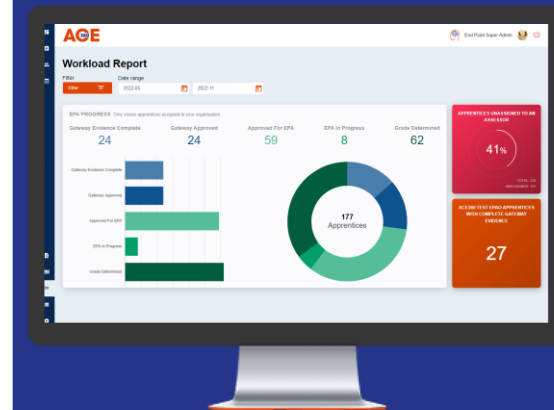 ACE
End Point Super Admin
Workload Report
Filter
Date range
Filter
2022-05
2022-11
EPA PROGRESS Only shows apprentices assigned to your organisation
Gateway Evidence Complete
Gateway Approved
Approved For EPA
EPA in Progress
Grade Determined
24
24
59
8
62
Gateway Evidence Complete
Gateway Approved
Approved For EPA
EPA in Progress
Grade Determined
177
Apprentices
APPRENTICES UNASSIGNED TO AN
ASSESSOR
41%
ACE360 TEST EPAO APPRENTICES
WITH COMPLETE GATEWAY
EVIDENCE
27